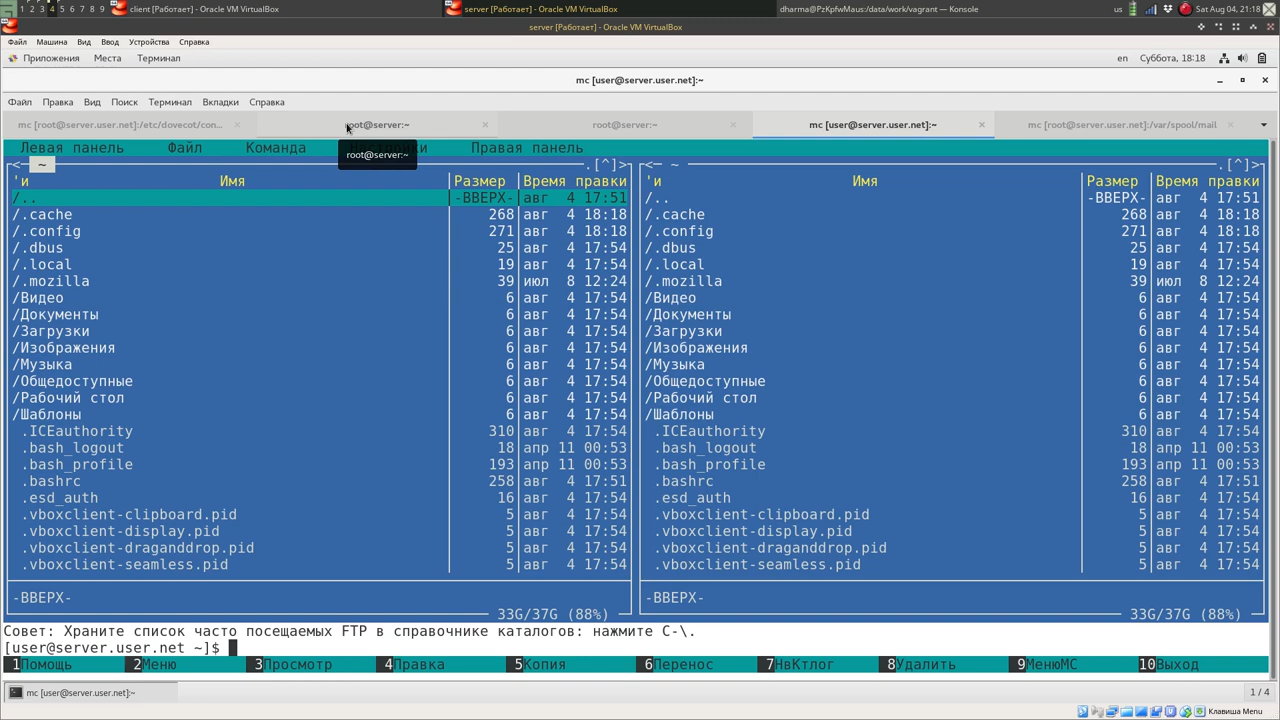 1 2 3 4 5 6 7 8 9 10 client [Работает] - Oracle VM VirtualBox server [Работает] - Oracle VM VirtualBox dharma@PzKpfwMaus:/data/work/vagrant — Konsole us Sat Aug 04, 21:18
server [Работает] - Oracle VM VirtualBox
Файл Машина Вид Ввод Устройства Справка
Приложения Места Терминал en Суббота, 18:18
mc [user@server.user.net]:~
Файл Правка Вид Поиск Терминал Вкладки Справка
mc [root@server.user.net]:/etc/dovecot/con... × root@server:~ × root@server:~ × mc [user@server.user.net]:~ × mc [root@server.user.net]:/var/spool/mail ×
Левая панель Файл Команда Настройки Правая панель
root@server:~
<─ ~ .[^]> <─ ~ .[^]>
'и Имя Размер Время правки 'и Имя Размер Время правки
/.. -ВВЕРХ- авг 4 17:51 /.. -ВВЕРХ- авг 4 17:51
/.cache 268 авг 4 18:18 /.cache 268 авг 4 18:18
/.config 271 авг 4 18:18 /.config 271 авг 4 18:18
/.dbus 25 авг 4 17:54 /.dbus 25 авг 4 17:54
/.local 19 авг 4 17:54 /.local 19 авг 4 17:54
/.mozilla 39 июл 8 12:24 /.mozilla 39 июл 8 12:24
/Видео 6 авг 4 17:54 /Видео 6 авг 4 17:54
/Документы 6 авг 4 17:54 /Документы 6 авг 4 17:54
/Загрузки 6 авг 4 17:54 /Загрузки 6 авг 4 17:54
/Изображения 6 авг 4 17:54 /Изображения 6 авг 4 17:54
/Музыка 6 авг 4 17:54 /Музыка 6 авг 4 17:54
/Общедоступные 6 авг 4 17:54 /Общедоступные 6 авг 4 17:54
/Рабочий стол 6 авг 4 17:54 /Рабочий стол 6 авг 4 17:54
/Шаблоны 6 авг 4 17:54 /Шаблоны 6 авг 4 17:54
.ICEauthority 310 авг 4 17:54 .ICEauthority 310 авг 4 17:54
.bash_logout 18 апр 11 00:53 .bash_logout 18 апр 11 00:53
.bash_profile 193 апр 11 00:53 .bash_profile 193 апр 11 00:53
.bashrc 258 авг 4 17:51 .bashrc 258 авг 4 17:51
.esd_auth 16 авг 4 17:54 .esd_auth 16 авг 4 17:54
.vboxclient-clipboard.pid 5 авг 4 17:54 .vboxclient-clipboard.pid 5 авг 4 17:54
.vboxclient-display.pid 5 авг 4 17:54 .vboxclient-display.pid 5 авг 4 17:54
.vboxclient-draganddrop.pid 5 авг 4 17:54 .vboxclient-draganddrop.pid 5 авг 4 17:54
.vboxclient-seamless.pid 5 авг 4 17:54 .vboxclient-seamless.pid 5 авг 4 17:54
-ВВЕРХ- -ВВЕРХ-
33G/37G (88%) 33G/37G (88%)
Совет: Храните список часто посещаемых FTP в справочнике каталогов: нажмите C-\.
[user@server.user.net ~]$
1Помощь 2Меню 3Просмотр 4Правка 5Копия 6Перенос 7НвКтлог 8Удалить 9МенюМС 10Выход
mc [user@server.user.net]:~ 1 / 4
Клавиша Menu